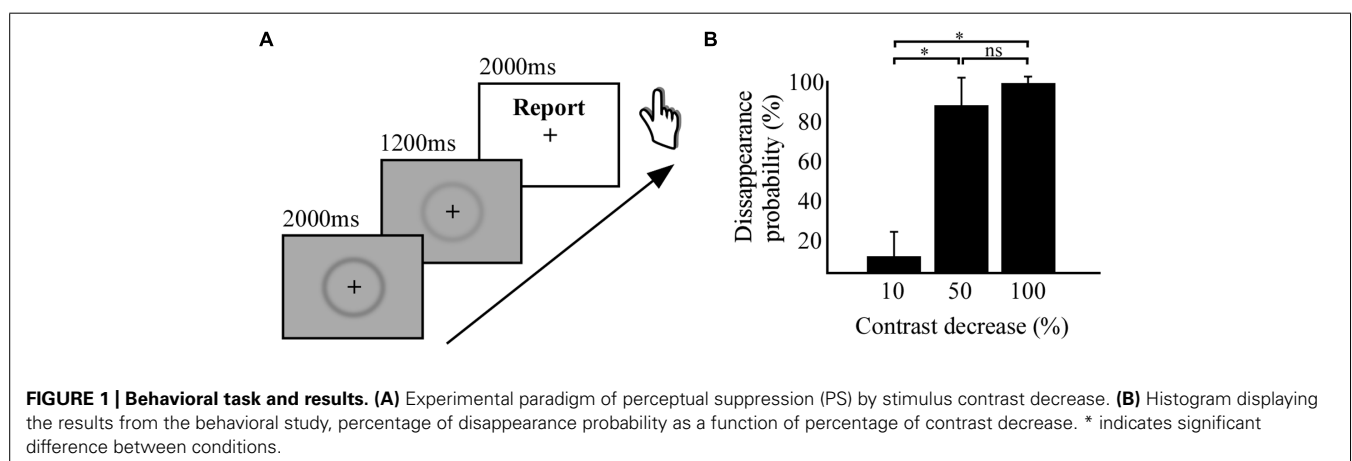 A
2000ms
Report
+
1200ms
+
2000ms
+
B
*
* ns
Dissappearance
probability (%)
100
80
60
40
20
10 50 100
Contrast decrease (%)
FIGURE 1 | Behavioral task and results. (A) Experimental paradigm of perceptual suppression (PS) by stimulus contrast decrease. (B) Histogram displaying
the results from the behavioral study, percentage of disappearance probability as a function of percentage of contrast decrease. * indicates significant
difference between conditions.